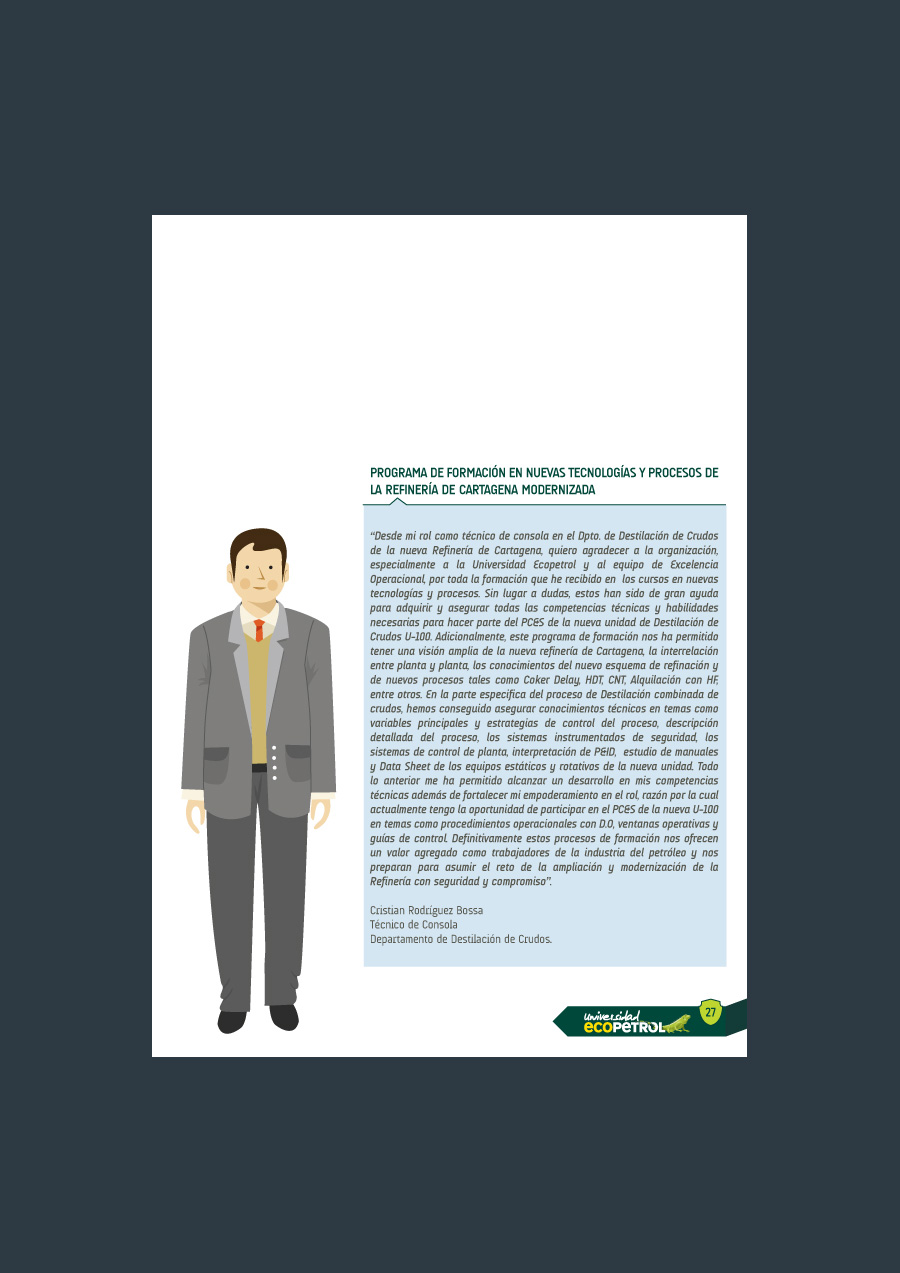 PROGRAMA DE FORMACIÓN EN NUEVAS TECNOLOGÍAS Y PROCESOS DE
LA REFINERÍA DE CARTAGENA MODERNIZADA
“Desde mi rol como técnico de consola en el Dpto. de Destilación de Crudos
de la nueva Refinería de Cartagena, quiero agradecer a la organización,
especialmente a la Universidad Ecopetrol y al equipo de Excelencia
Operacional, por toda la formación que he recibido en los cursos en nuevas
tecnologías y procesos. Sin lugar a dudas, estos han sido de gran ayuda
para adquirir y asegurar todas las competencias técnicas y habilidades
necesarias para hacer parte del PC&S de la nueva unidad de Destilación de
Crudos U-100. Adicionalmente, este programa de formación nos ha permitido
tener una visión amplia de la nueva refinería de Cartagena, la interrelación
entre planta y planta, los conocimientos del nuevo esquema de refinación y
de nuevos procesos tales como Coker Delay, HDT, CNT, Alquilación con HF,
entre otros. En la parte especifica del proceso de Destilación combinada de
crudos, hemos conseguido asegurar conocimientos técnicos en temas como
variables principales y estrategias de control del proceso, descripción
detallada del proceso, los sistemas instrumentados de seguridad, los
sistemas de control de planta, interpretación de P&ID, estudio de manuales
y Data Sheet de los equipos estáticos y rotativos de la nueva unidad. Todo
lo anterior me ha permitido alcanzar un desarrollo en mis competencias
técnicas además de fortalecer mi empoderamiento en el rol, razón por la cual
actualmente tengo la oportunidad de participar en el PC&S de la nueva U-100
en temas como procedimientos operacionales con D.O, ventanas operativas y
guías de control. Definitivamente estos procesos de formación nos ofrecen
un valor agregado como trabajadores de la industria del petróleo y nos
preparan para asumir el reto de la ampliación y modernización de la
Refinería con seguridad y compromiso”.
Cristian Rodríguez Bossa
Técnico de Consola
Departamento de Destilación de Crudos.
universidad
ecoPETROL
27